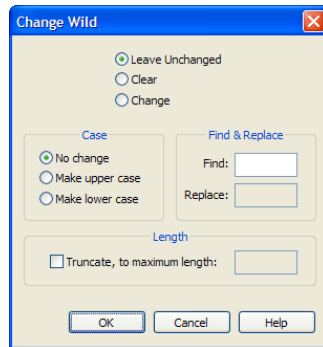 Change Wild
Leave Unchanged
Clear
Change
Case
No change
Make upper case
Make lower case
Find & Replace
Find:
Replace:
Length
Truncate, to maximum length:
OK
Cancel
Help